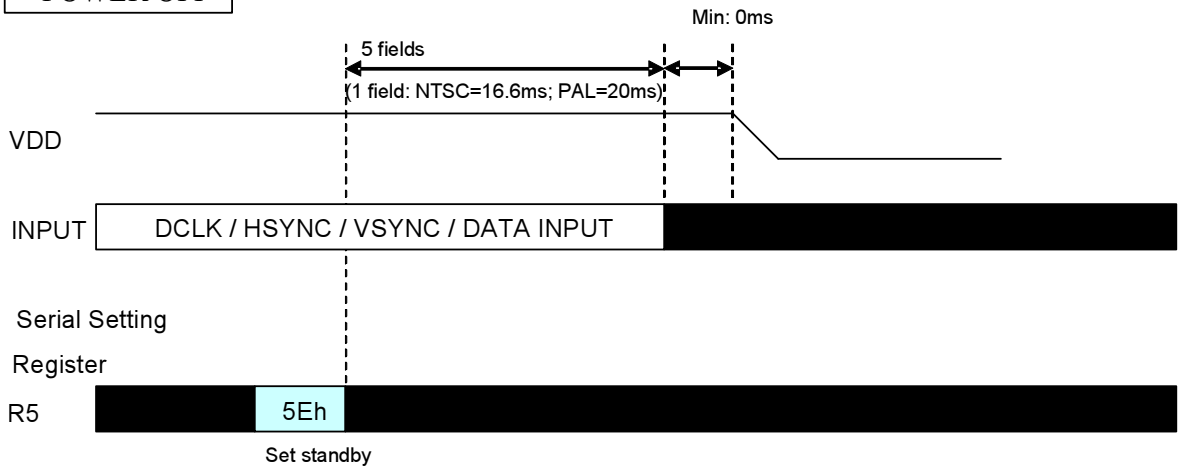 Min: 0ms
5 fields
(1 field: NTSC=16.6ms; PAL=20ms)
VDD
INPUT
DCLK / HSYNC / VSYNC / DATA INPUT
Serial Setting
Register
R5
5Eh
Set standby